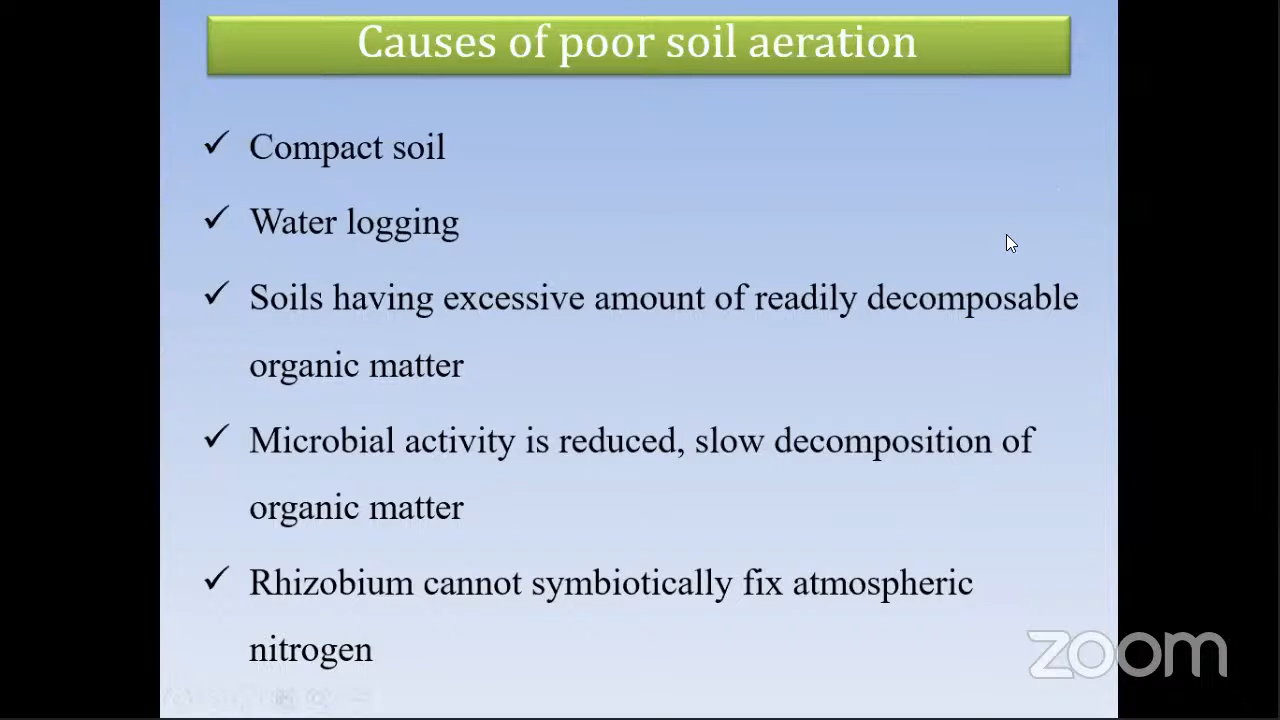 Causes of poor soil aeration
✓ Compact soil
✓ Water logging
✓ Soils having excessive amount of readily decomposable
organic matter
✓ Microbial activity is reduced, slow decomposition of
organic matter
✓ Rhizobium cannot symbiotically fix atmospheric
nitrogen
zoom